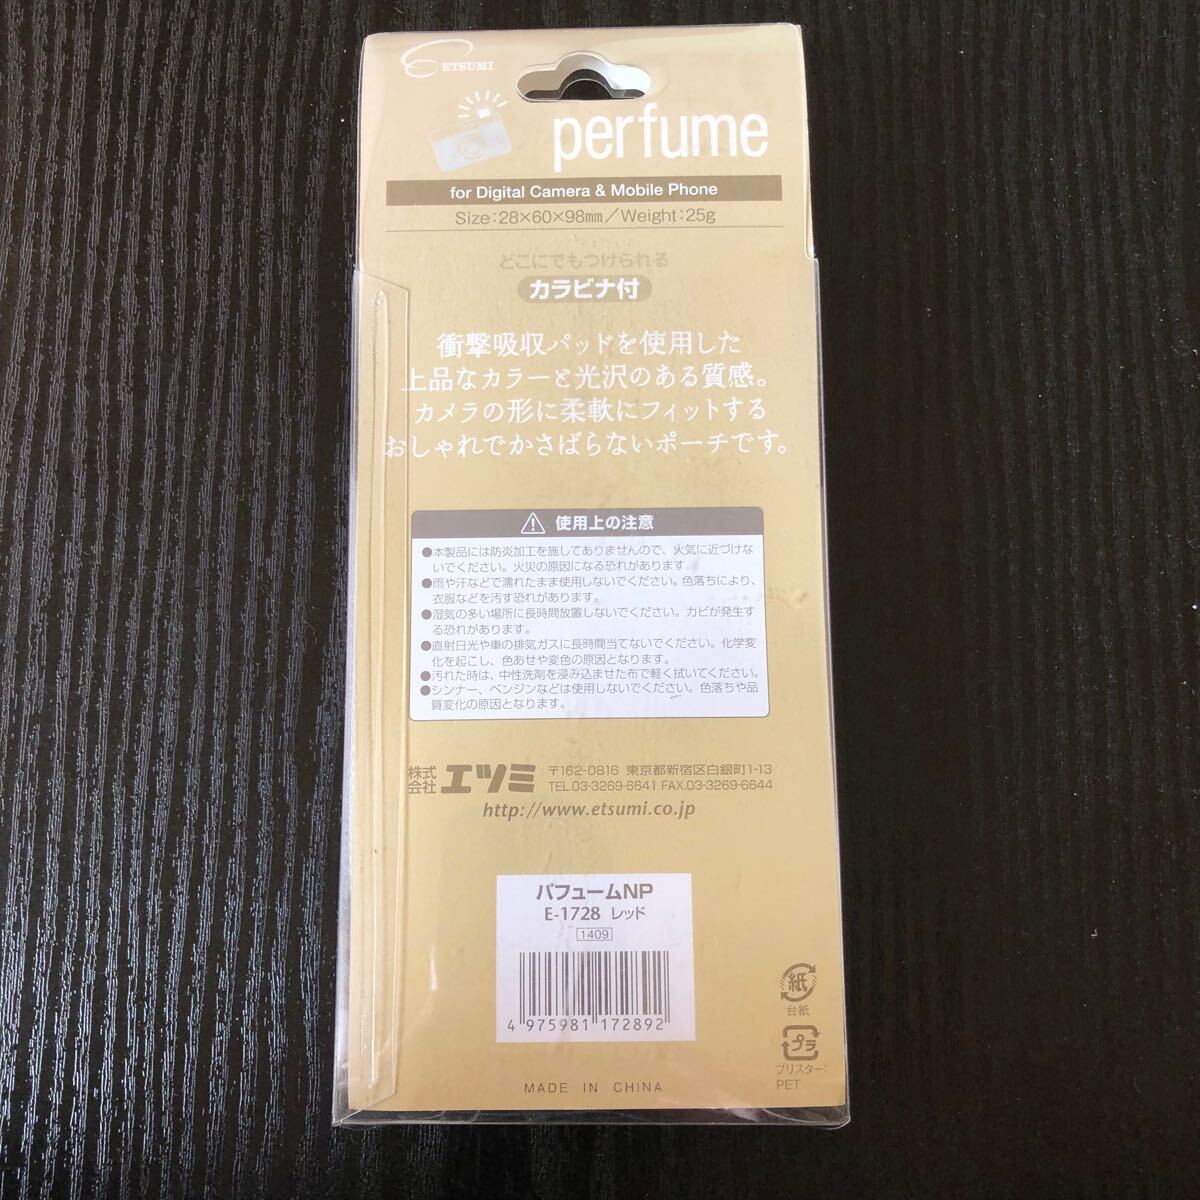 ETSUMI
perfume
for Digital Camera & Mobile Phone
Size:28×60×98mm/Weight:25g
どこにでもつけられる
カラビナ付
衝撃吸収パッドを使用した
上品なカラーと光沢のある質感。
カメラの形に柔軟にフィットする
おしゃれでかさばらないポーチです。
使用上の注意
●本製品には防炎加工を施してありませんので、火気に近づけな
いでください。火災の原因になる恐れがあります。
●雨や汗などで濡れたまま使用しないでください。色落ちにより、
衣服などを汚す恐れがあります。
●湿気の多い場所に長時間放置しないでください。カビが発生す
る恐れがあります。
●直射日光や車の排気ガスに長時間当てないでください。化学変
化を起こし、色あせや変色の原因となります。
●汚れた時は、中性洗剤を浸み込ませた布で軽く拭いてください。
●シンナー、ベンジンなどは使用しないでください。色落ちや品
質変化の原因となります。
株式会社 エツミ 〒162-0816 東京都新宿区白銀町1-13
TEL.03-3269-6641 FAX.03-3269-6644
http://www.etsumi.co.jp
パフュームNP
E-1728 レッド
1409
4 975981 172892
紙
台紙
プラ
ブリスター:
PET
MADE IN CHINA